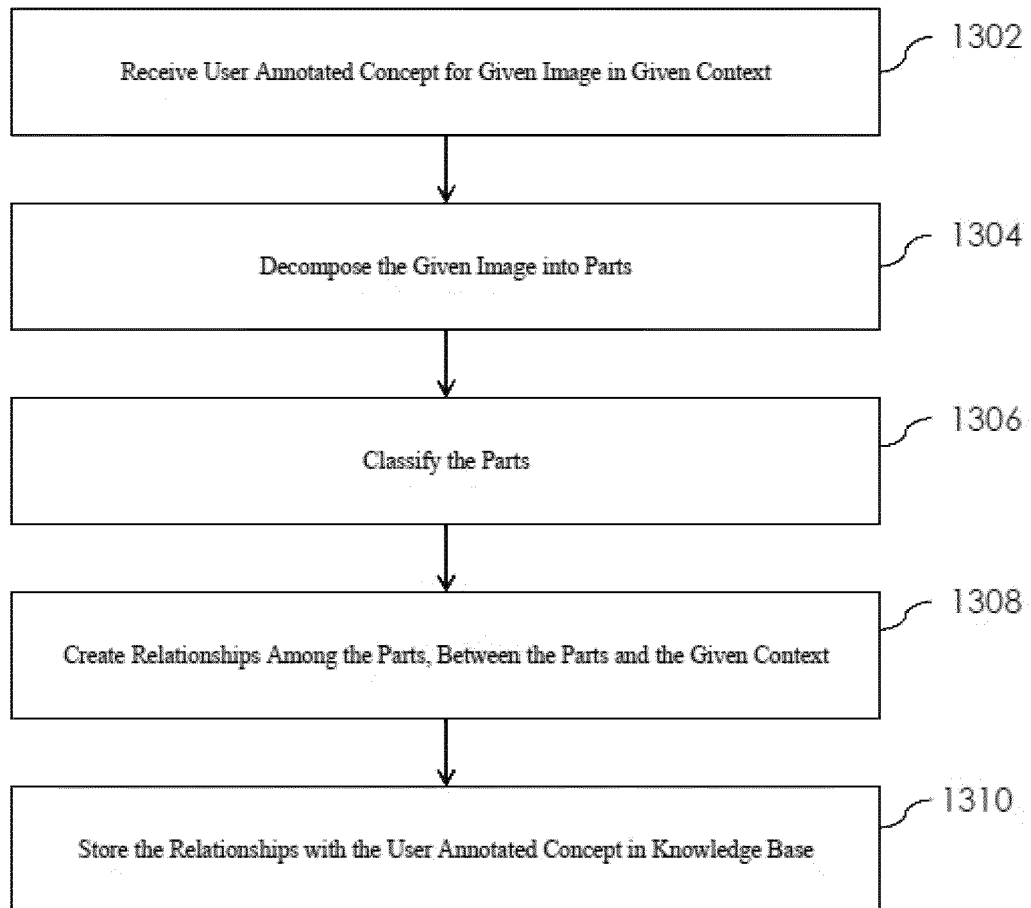 Receive User Annotated Concept for Given Image in Given Context
1302
Decompose the Given Image into Parts
1304
Classify the Parts
1306
Create Relationships Among the Parts, Between the Parts and the Given Context
1308
Store the Relationships with the User Annotated Concept in Knowledge Base
1310